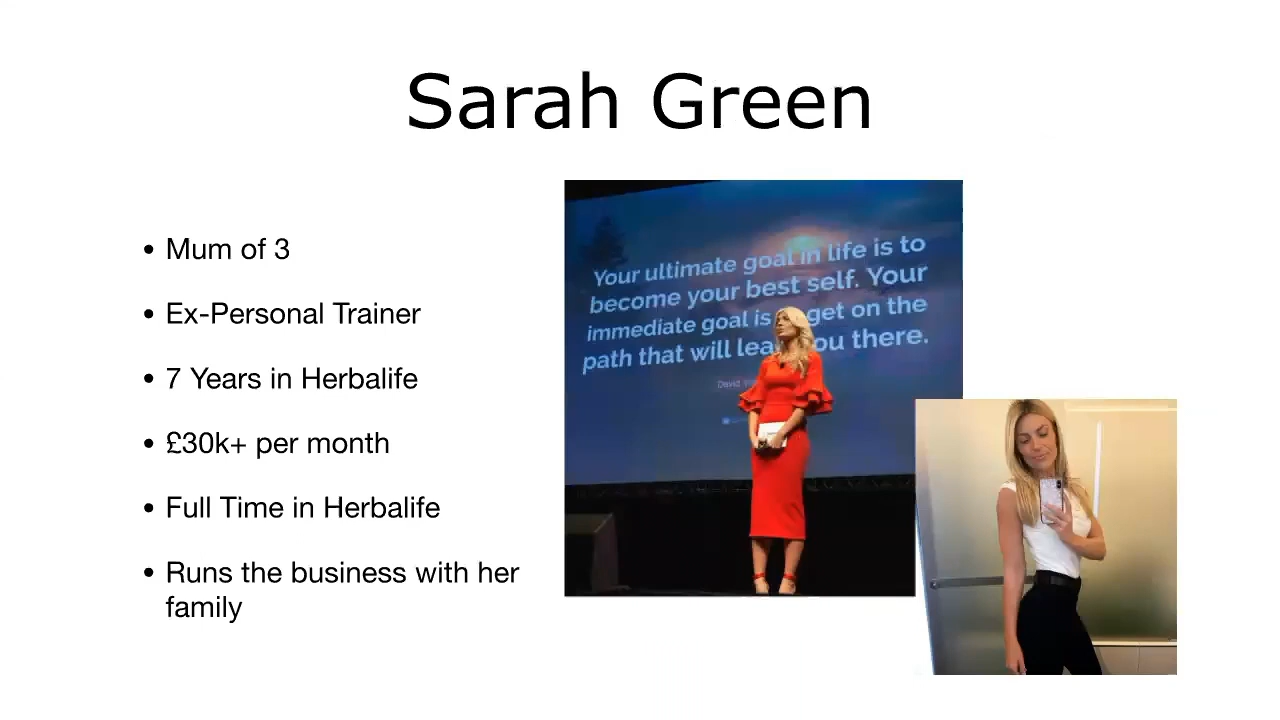 Sarah Green
• Mum of 3
• Ex-Personal Trainer
• 7 Years in Herbalife
• £30k+ per month
• Full Time in Herbalife
• Runs the business with her
family
Your ultimate goal in life is to
become your best self. Your
immediate goal is get on the
path that will ou there.
David